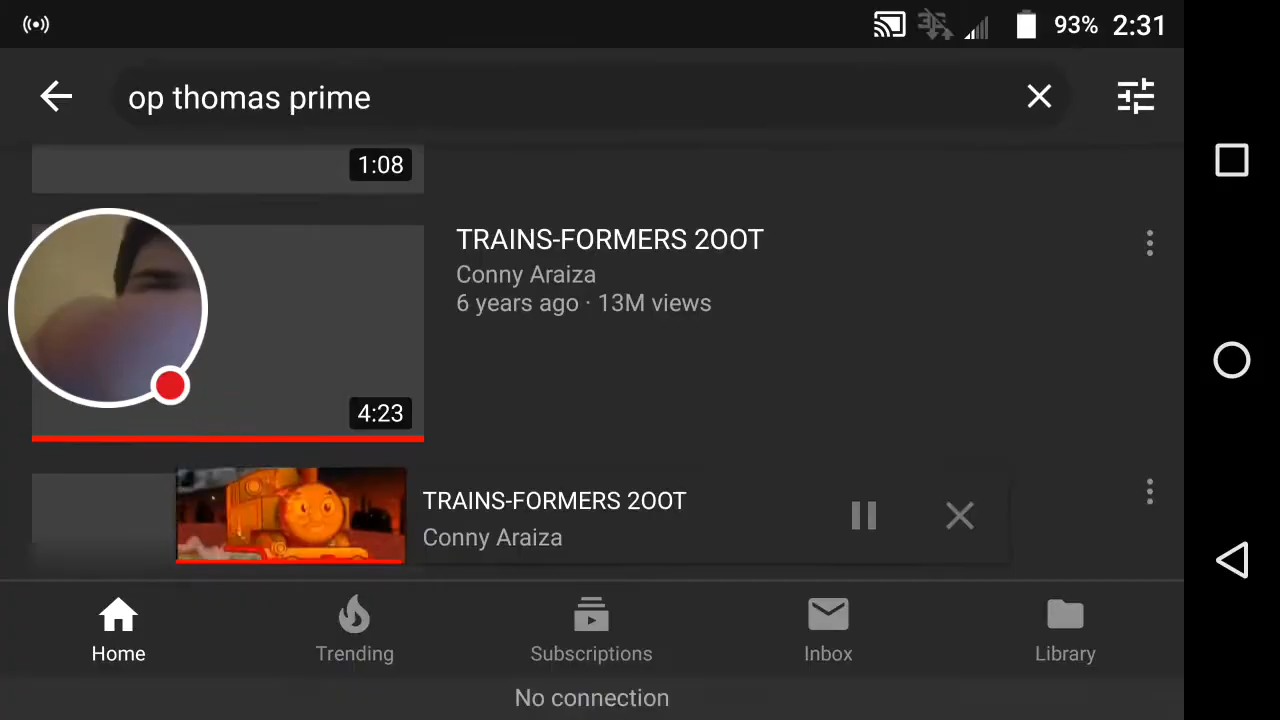 93% 2:31
op thomas prime
1:08
TRAINS-FORMERS 2OOT
Conny Araiza
6 years ago · 13M views
4:23
TRAINS-FORMERS 2OOT
Conny Araiza
Home
Trending
Subscriptions
Inbox
Library
No connection